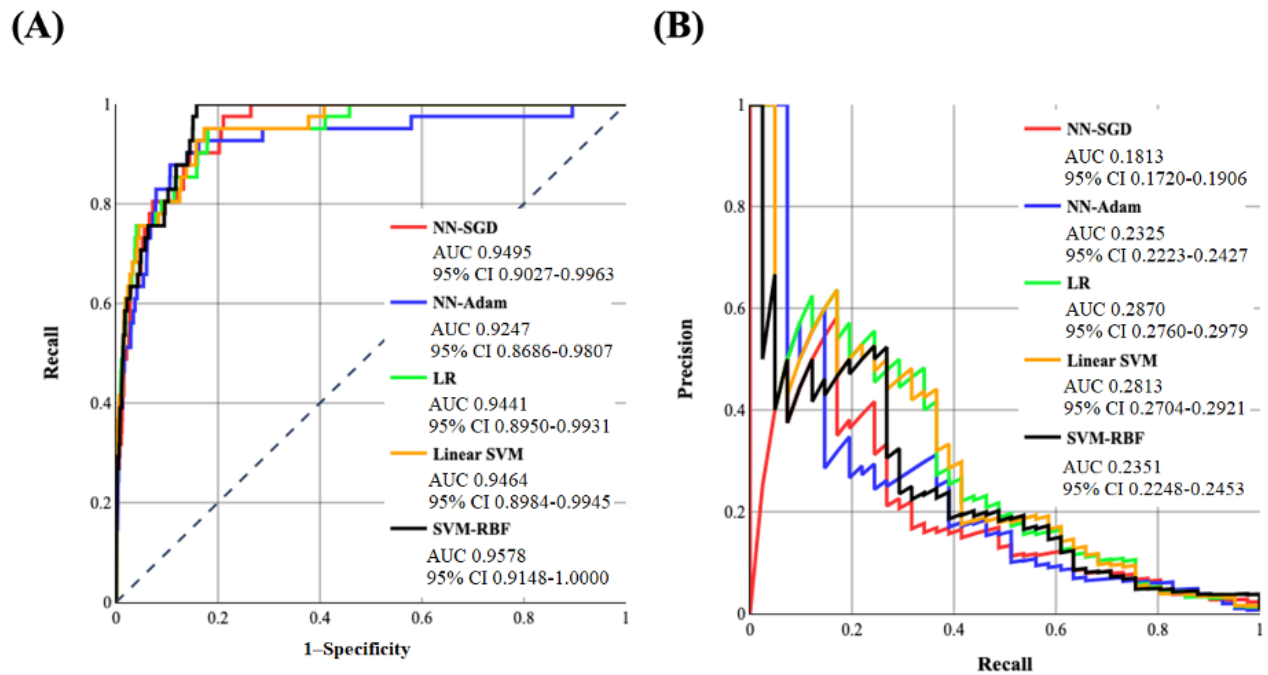 (A)
1
0.8
0.6
0.4
0.2
0
0
0.2
0.4
0.6
0.8
1
Recall
1–Specificity
NN-SGD
AUC 0.9495
95% CI 0.9027-0.9963
NN-Adam
AUC 0.9247
95% CI 0.8686-0.9807
LR
AUC 0.9441
95% CI 0.8950-0.9931
Linear SVM
AUC 0.9464
95% CI 0.8984-0.9945
SVM-RBF
AUC 0.9578
95% CI 0.9148-1.0000
(B)
1
0.8
0.6
0.4
0.2
0
0
0.2
0.4
0.6
0.8
1
Precision
Recall
NN-SGD
AUC 0.1813
95% CI 0.1720-0.1906
NN-Adam
AUC 0.2325
95% CI 0.2223-0.2427
LR
AUC 0.2870
95% CI 0.2760-0.2979
Linear SVM
AUC 0.2813
95% CI 0.2704-0.2921
SVM-RBF
AUC 0.2351
95% CI 0.2248-0.2453